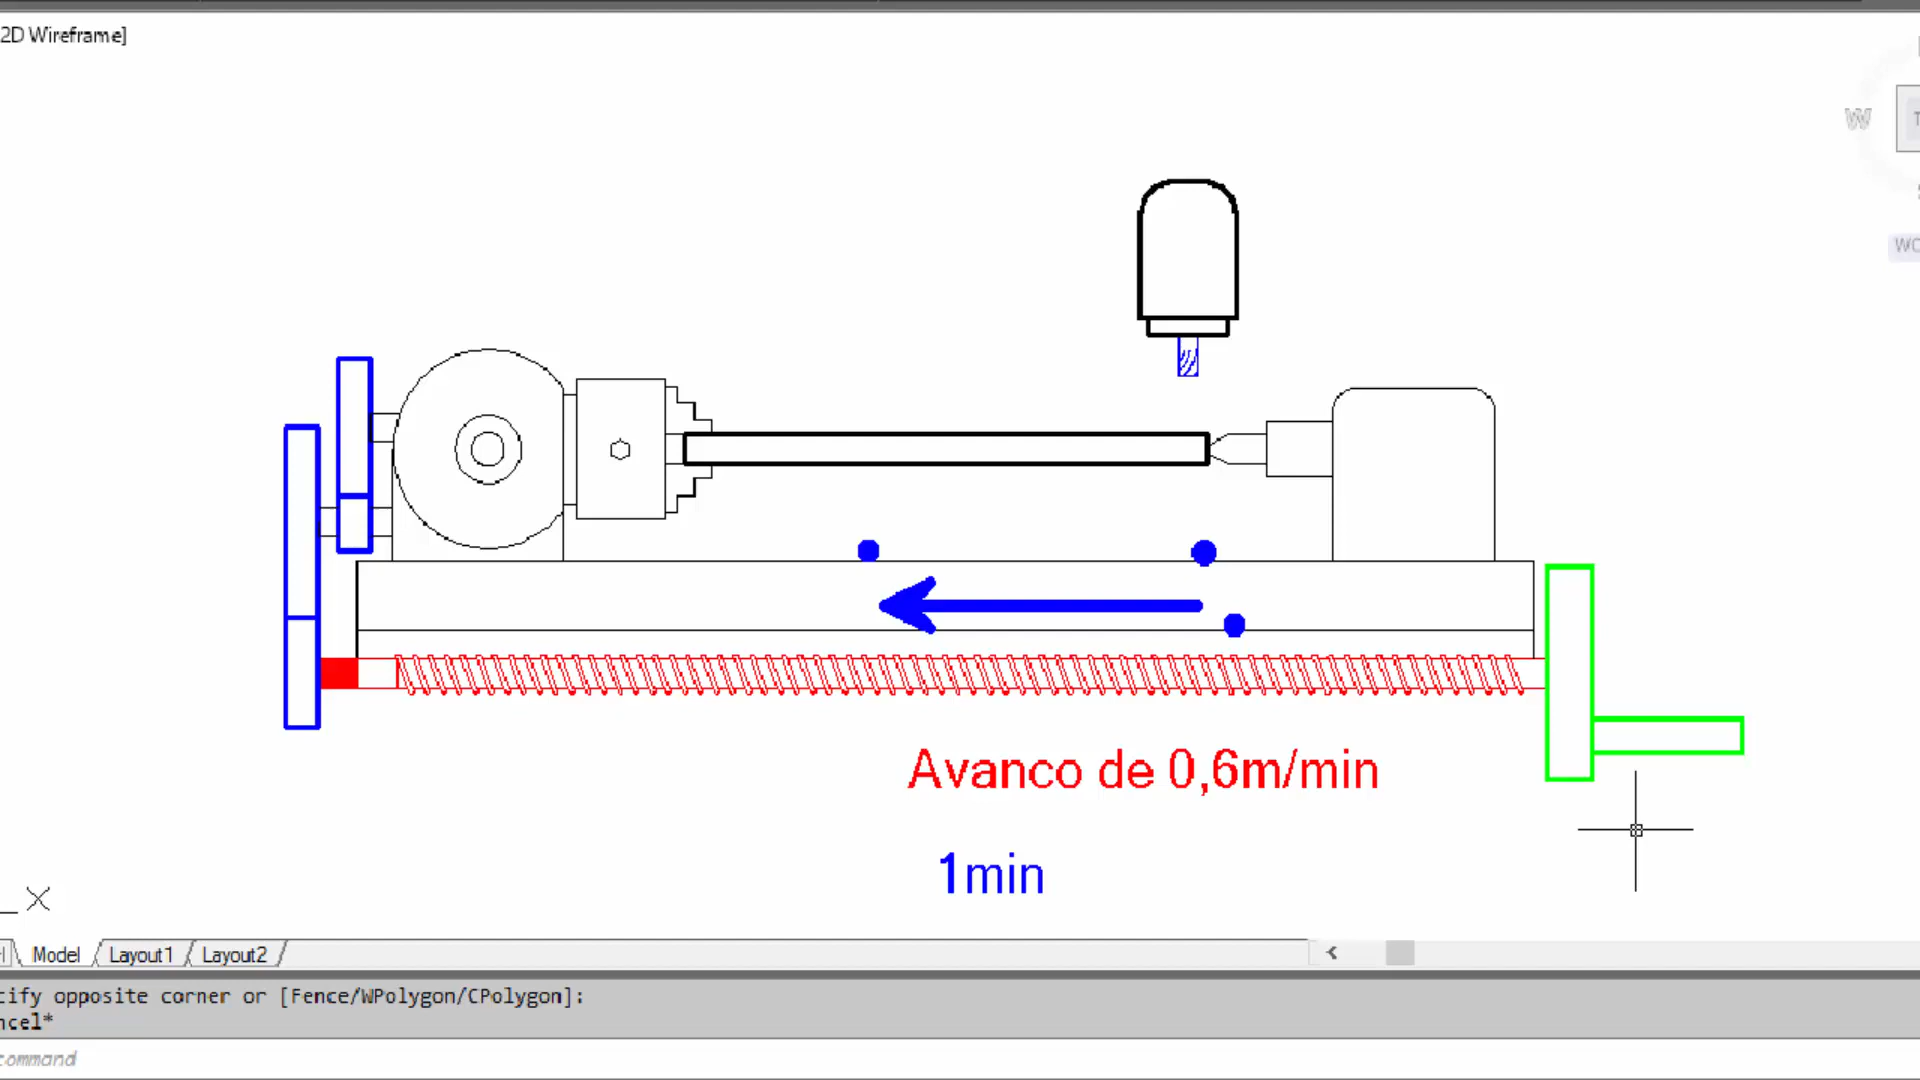 2D Wireframe]
W
Avanco de 0,6m/min
1min
X
Model Layout1 Layout2
cify opposite corner or [Fence/WPolygon/CPolygon]:
ncel*
command